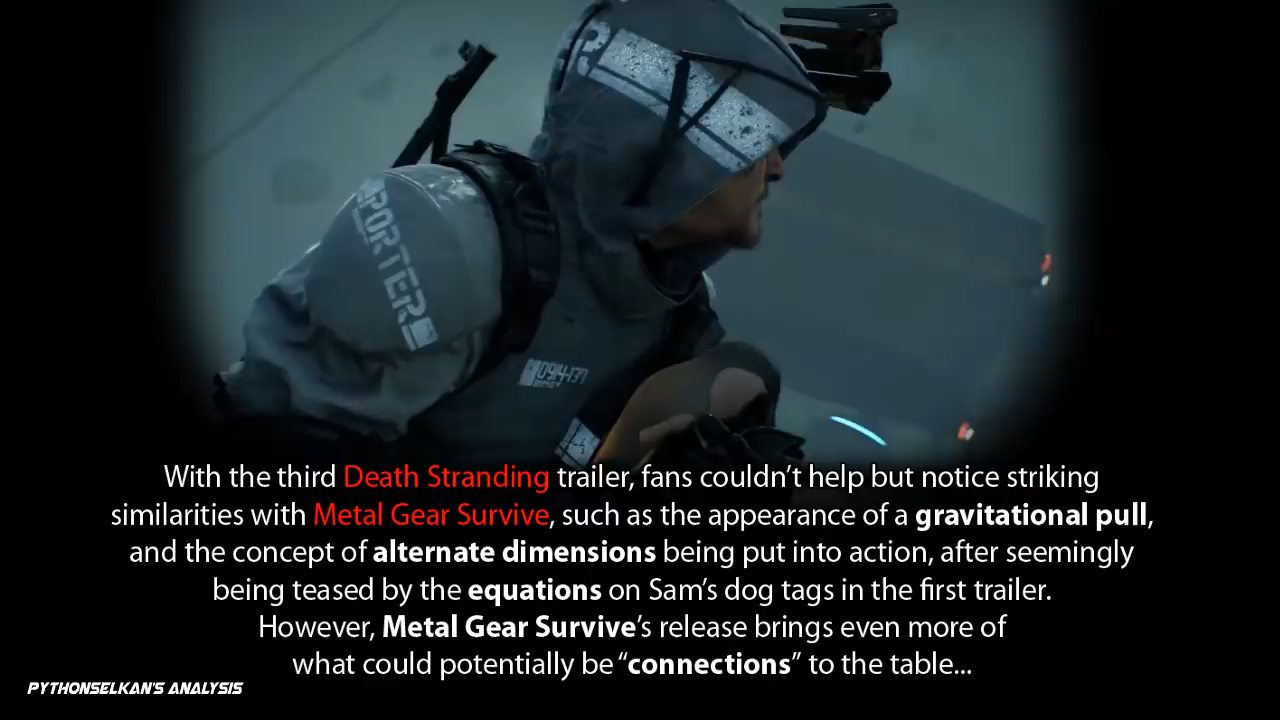 PORTER
0914-137
With the third Death Stranding trailer, fans couldn’t help but notice striking
similarities with Metal Gear Survive, such as the appearance of a gravitational pull,
and the concept of alternate dimensions being put into action, after seemingly
being teased by the equations on Sam’s dog tags in the first trailer.
However, Metal Gear Survive’s release brings even more of
what could potentially be “connections” to the table...
PYTHONSELKAN'S ANALYSIS